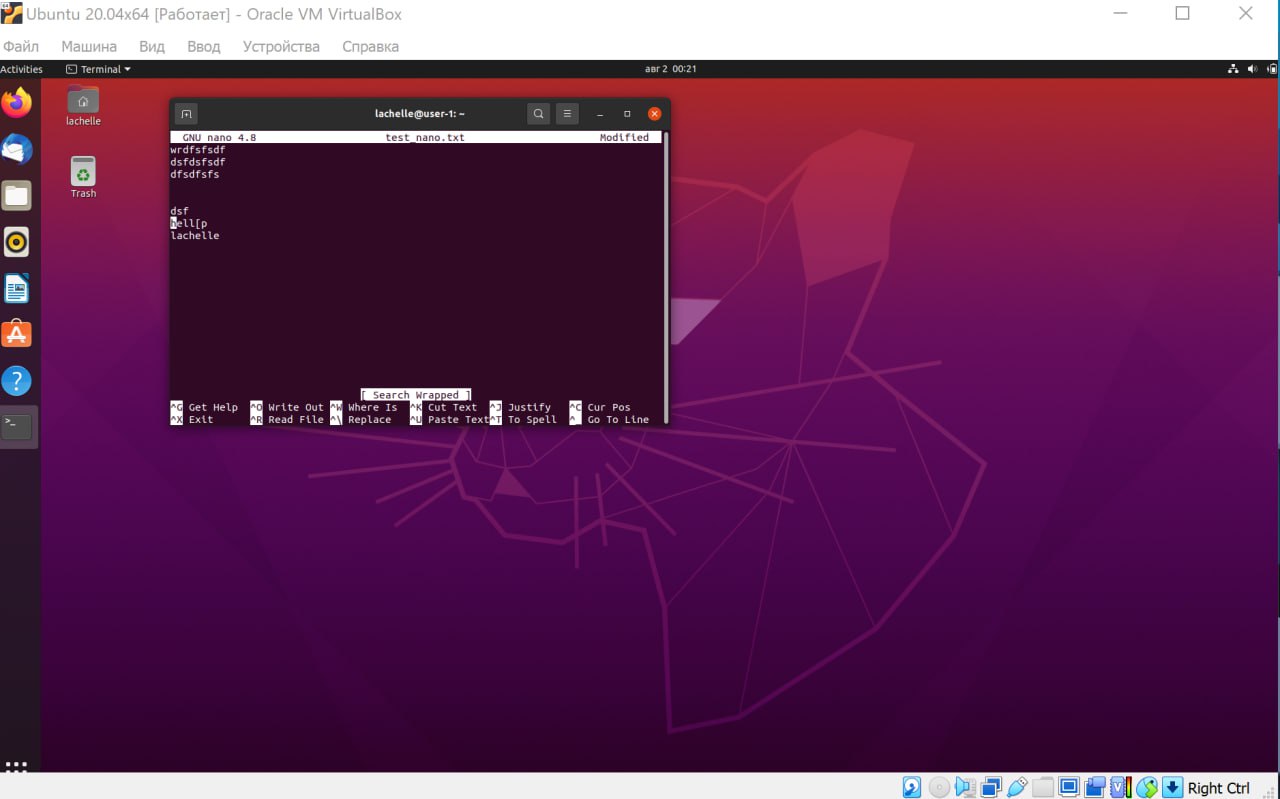 Ubuntu 20.04x64 [Работает] - Oracle VM VirtualBox
Файл Машина Вид Ввод Устройства Справка
Activities Terminal авг 2 00:21
lachelle
Trash
lachelle@user-1: ~
GNU nano 4.8 test_nano.txt Modified
wrdfsfsdf
dsfdsfsdf
dfsdfsfs
dsf
hell[p
lachelle
[ Search Wrapped ]
^G Get Help ^O Write Out ^W Where Is ^K Cut Text ^J Justify ^C Cur Pos
^X Exit ^R Read File ^\ Replace ^U Paste Text ^T To Spell ^_ Go To Line
Right Ctrl